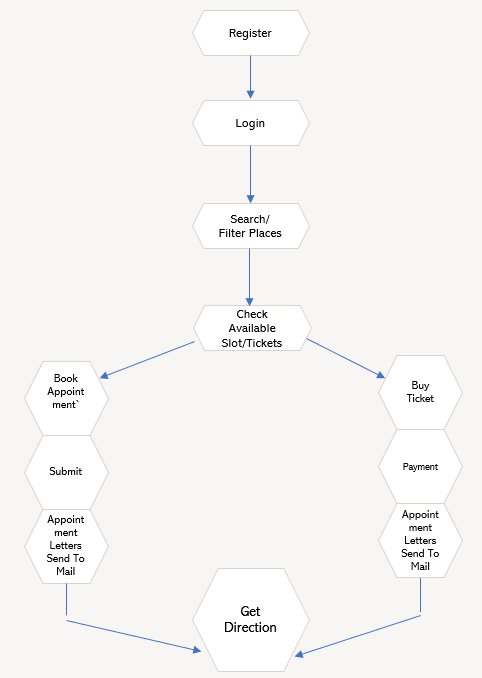 Register
Login
Search/
Filter Places
Check
Available
Slot/Tickets
Book
Appoint
ment`
Buy
Ticket
Submit
Payment
Appoint
ment
Letters
Send To
Mail
Appoint
ment
Letters
Send To
Mail
Get
Direction